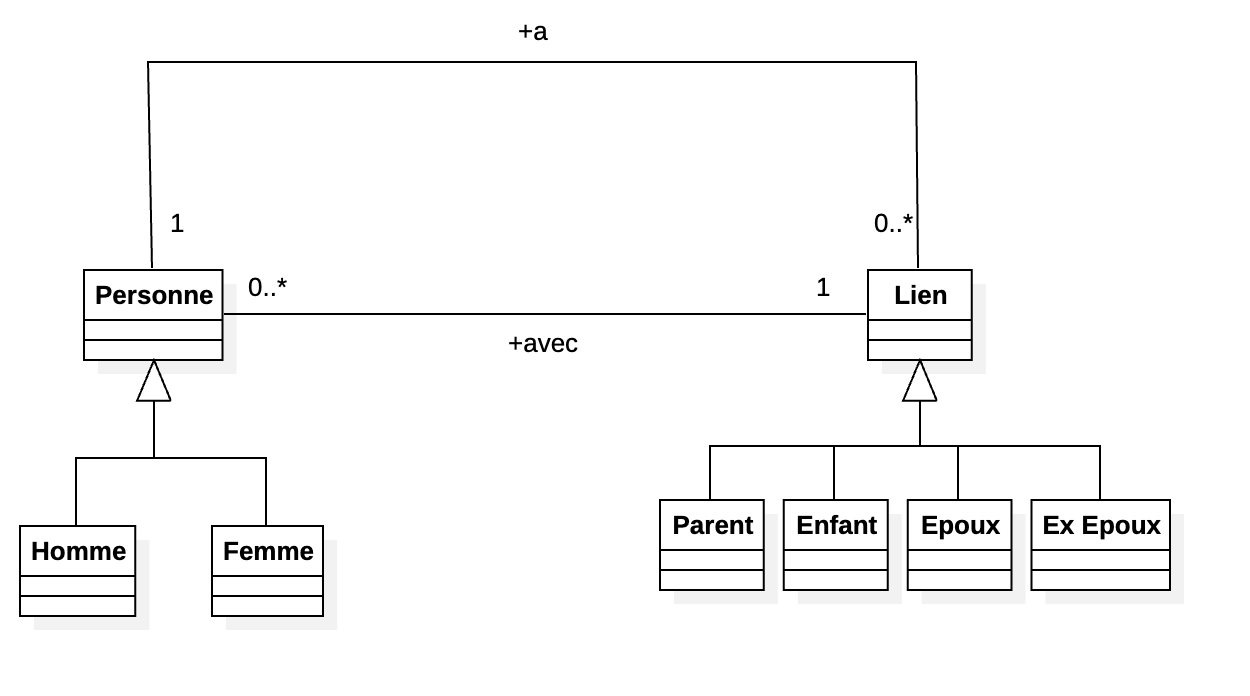 +a
1
0..*
Personne
0..*
1
Lien
+avec
Parent
Enfant
Epoux
Ex Epoux
Homme
Femme